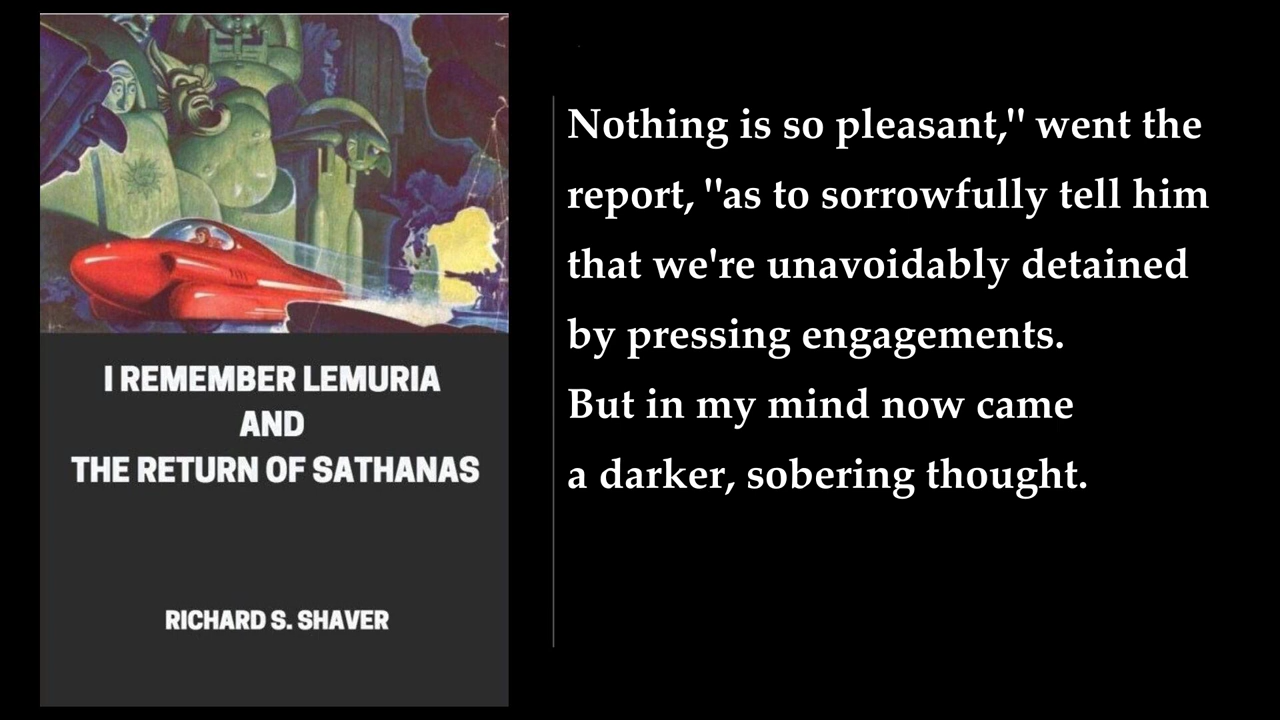 I REMEMBER LEMURIA
AND
THE RETURN OF SATHANAS
RICHARD S. SHAVER
Nothing is so pleasant," went the
report, "as to sorrowfully tell him
that we're unavoidably detained
by pressing engagements.
But in my mind now came
a darker, sobering thought.